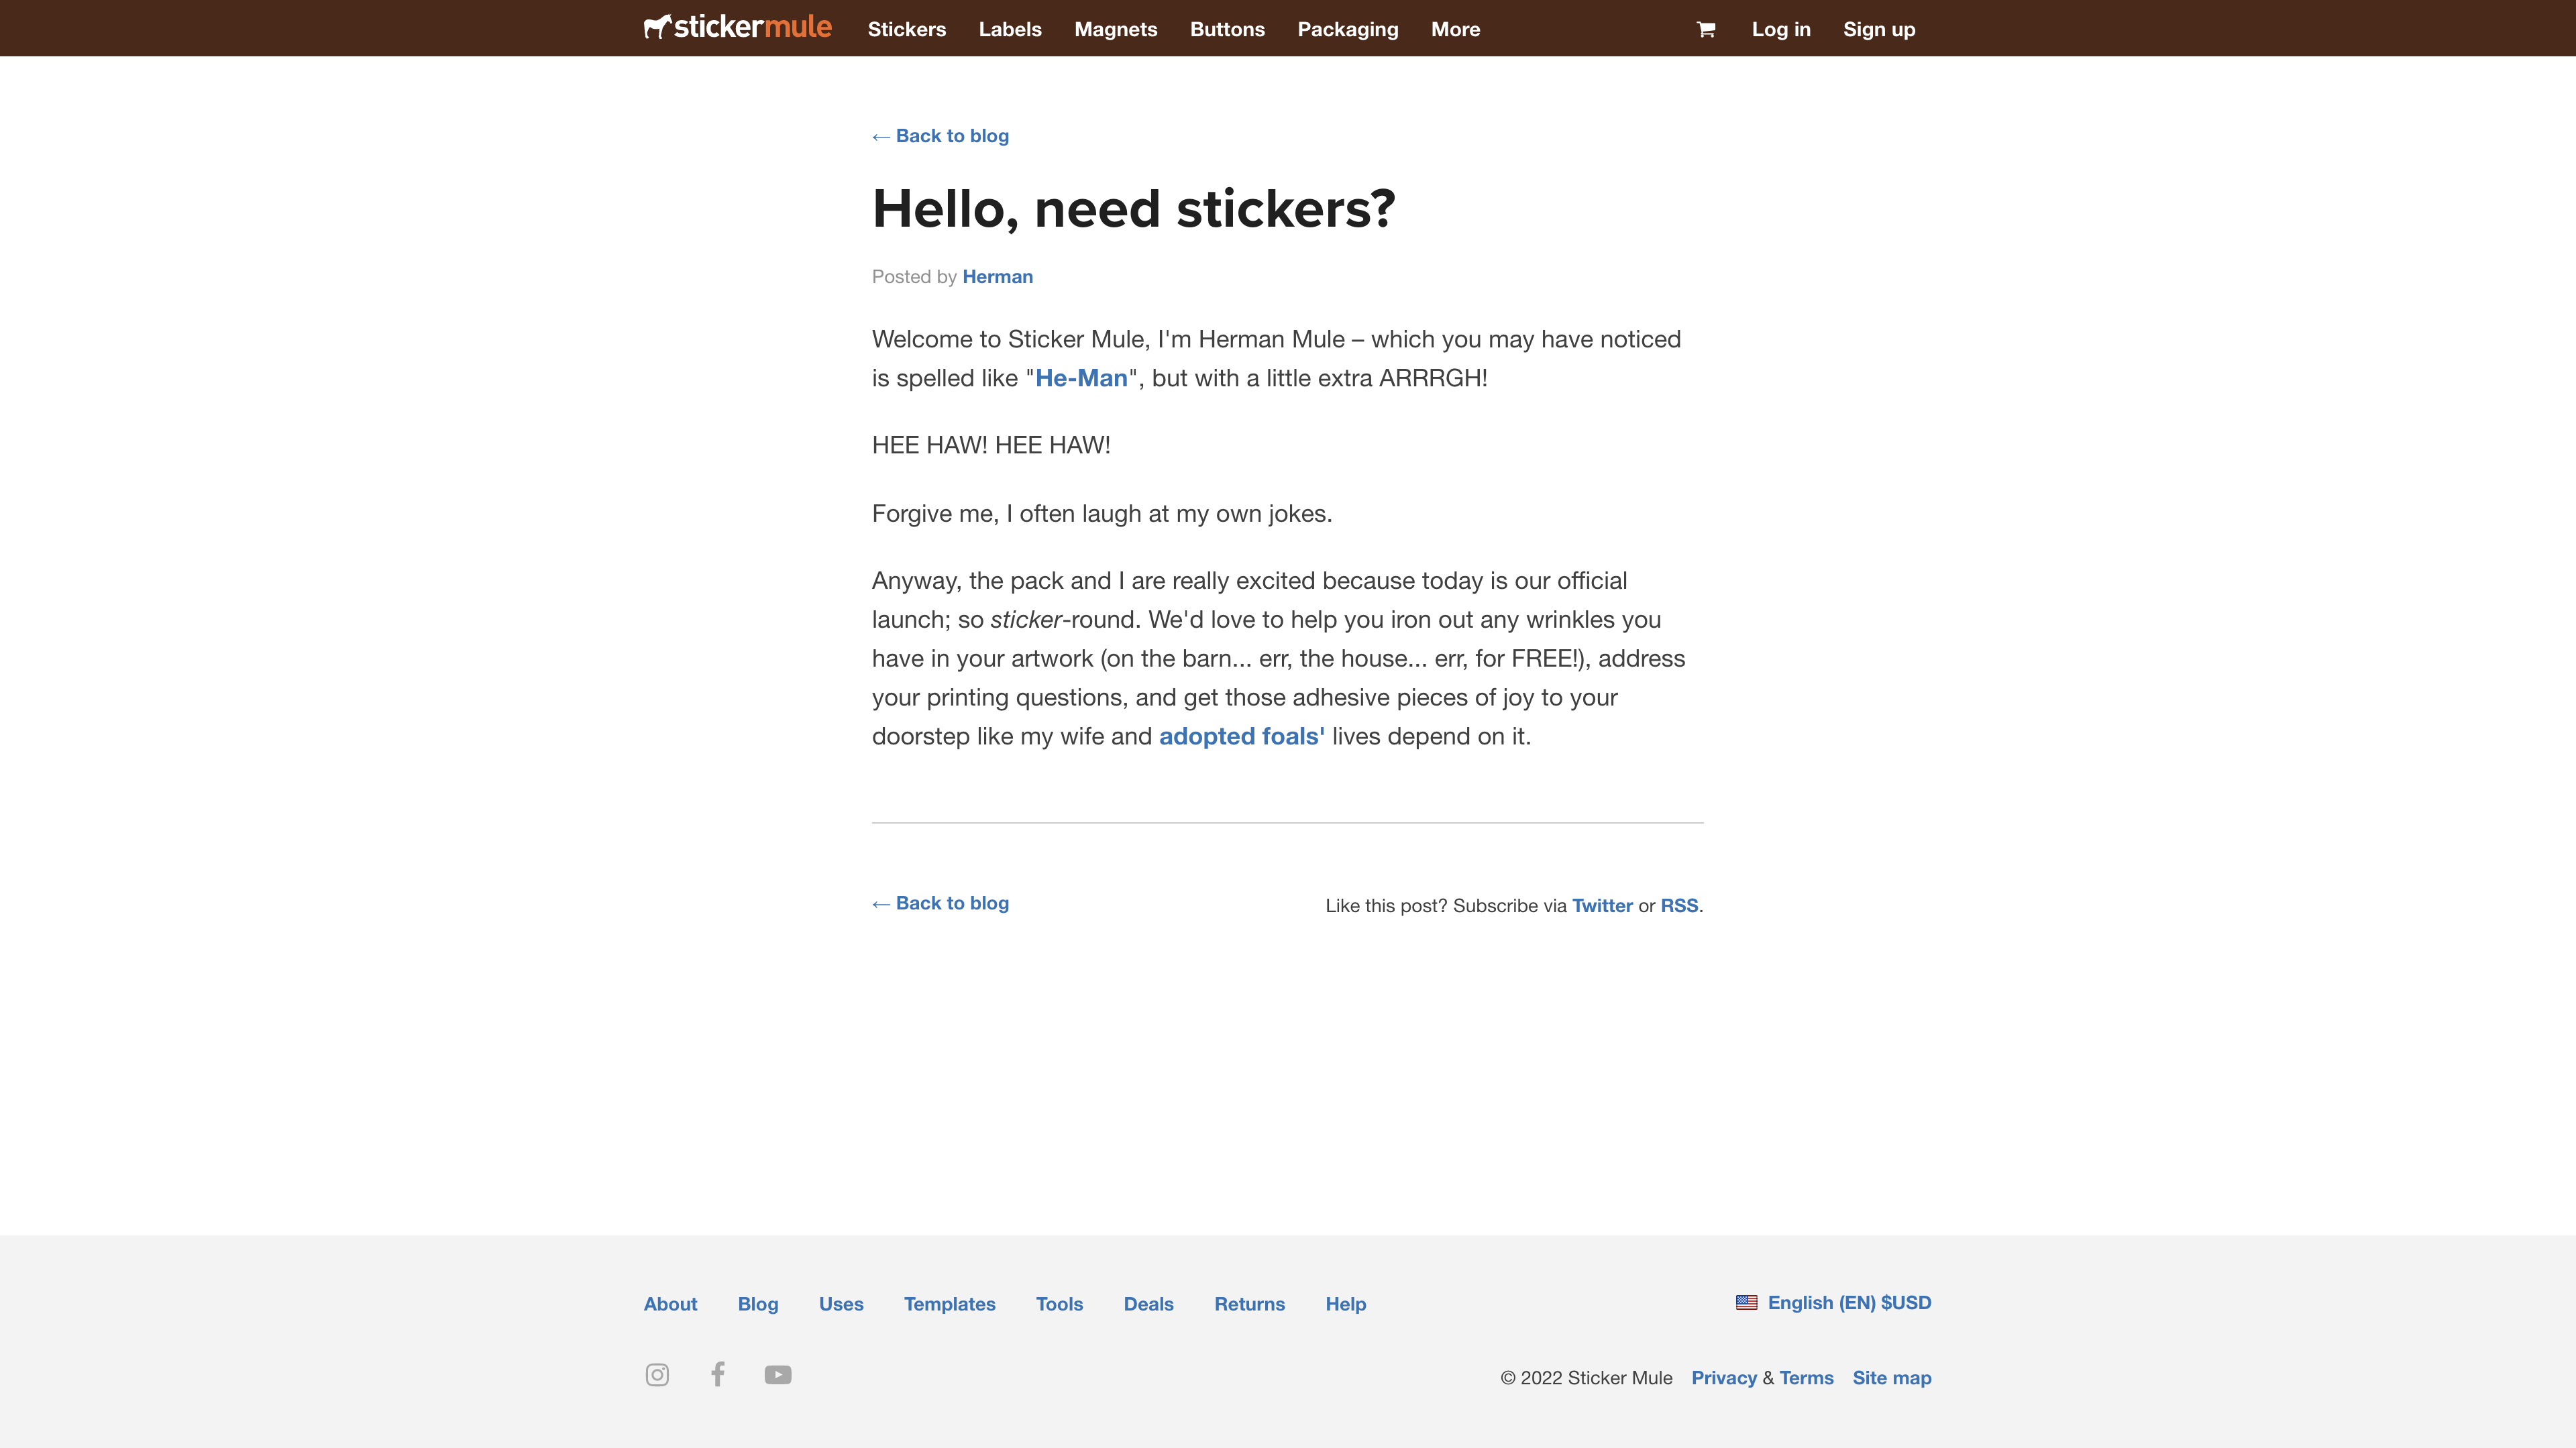 stickermule Stickers Labels Magnets Buttons Packaging More Log in Sign up
← Back to blog
Hello, need stickers?
Posted by Herman
Welcome to Sticker Mule, I'm Herman Mule – which you may have noticed
is spelled like "He-Man", but with a little extra ARRRGH!
HEE HAW! HEE HAW!
Forgive me, I often laugh at my own jokes.
Anyway, the pack and I are really excited because today is our official
launch; so sticker-round. We'd love to help you iron out any wrinkles you
have in your artwork (on the barn... err, the house... err, for FREE!), address
your printing questions, and get those adhesive pieces of joy to your
doorstep like my wife and adopted foals' lives depend on it.
← Back to blog Like this post? Subscribe via Twitter or RSS.
About Blog Uses Templates Tools Deals Returns Help English (EN) $USD
© 2022 Sticker Mule Privacy & Terms Site map